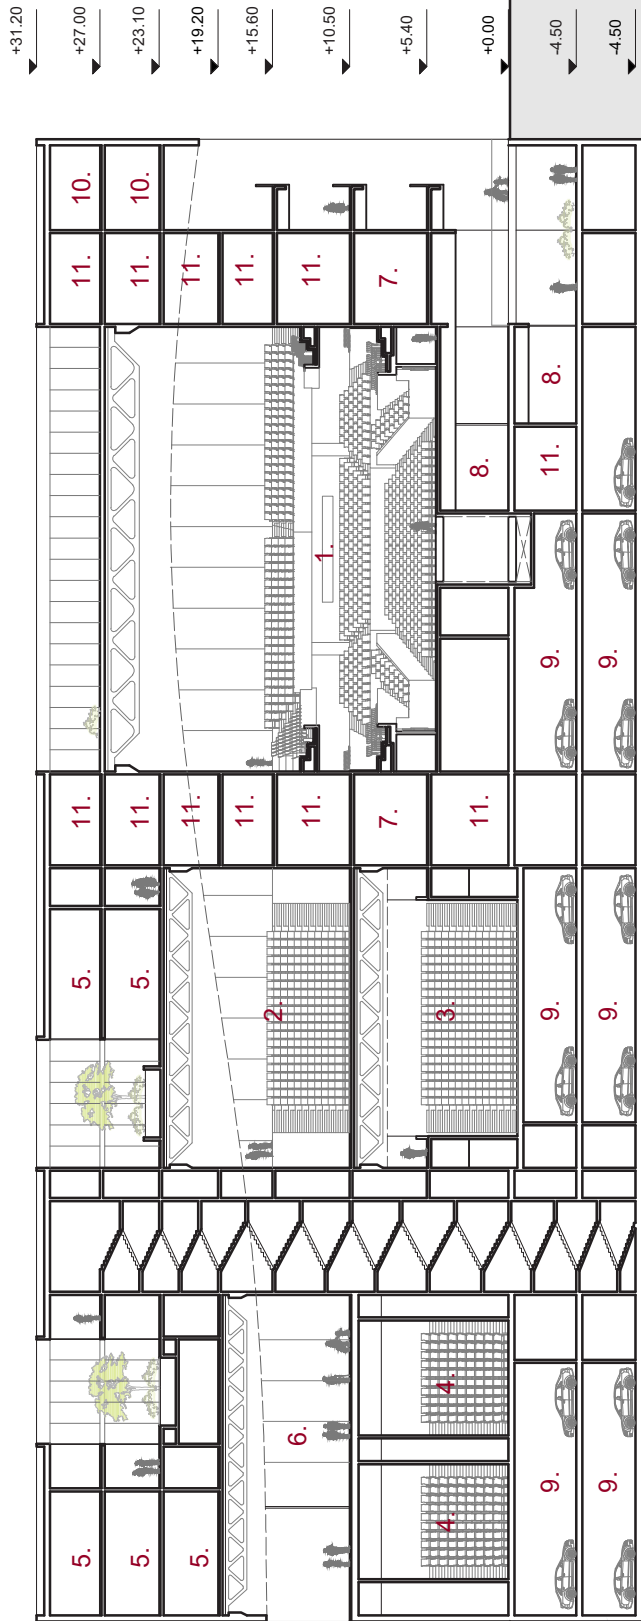 +31.20
5. 5. 11. 11. 10. +27.00
5. 5. 11. 11. 10. +23.10
5. 11. 11. +19.20
11. 11. +15.60
2.
6. 11. 11.
1. +10.50
7. 7. +5.40
4. 4. 3. 11.
8. +0.00
9. 9. 9. 11. 8. -4.50
9. 9. 9. -4.50